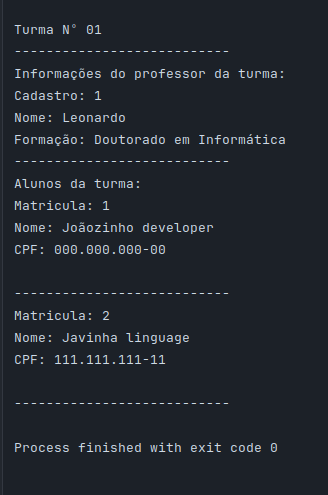 Turma N° 01
---------------------------
Informações do professor da turma:
Cadastro: 1
Nome: Leonardo
Formação: Doutorado em Informática
---------------------------
Alunos da turma:
Matricula: 1
Nome: Joãozinho developer
CPF: 000.000.000-00
---------------------------
Matricula: 2
Nome: Javinha linguage
CPF: 111.111.111-11
---------------------------
Process finished with exit code 0